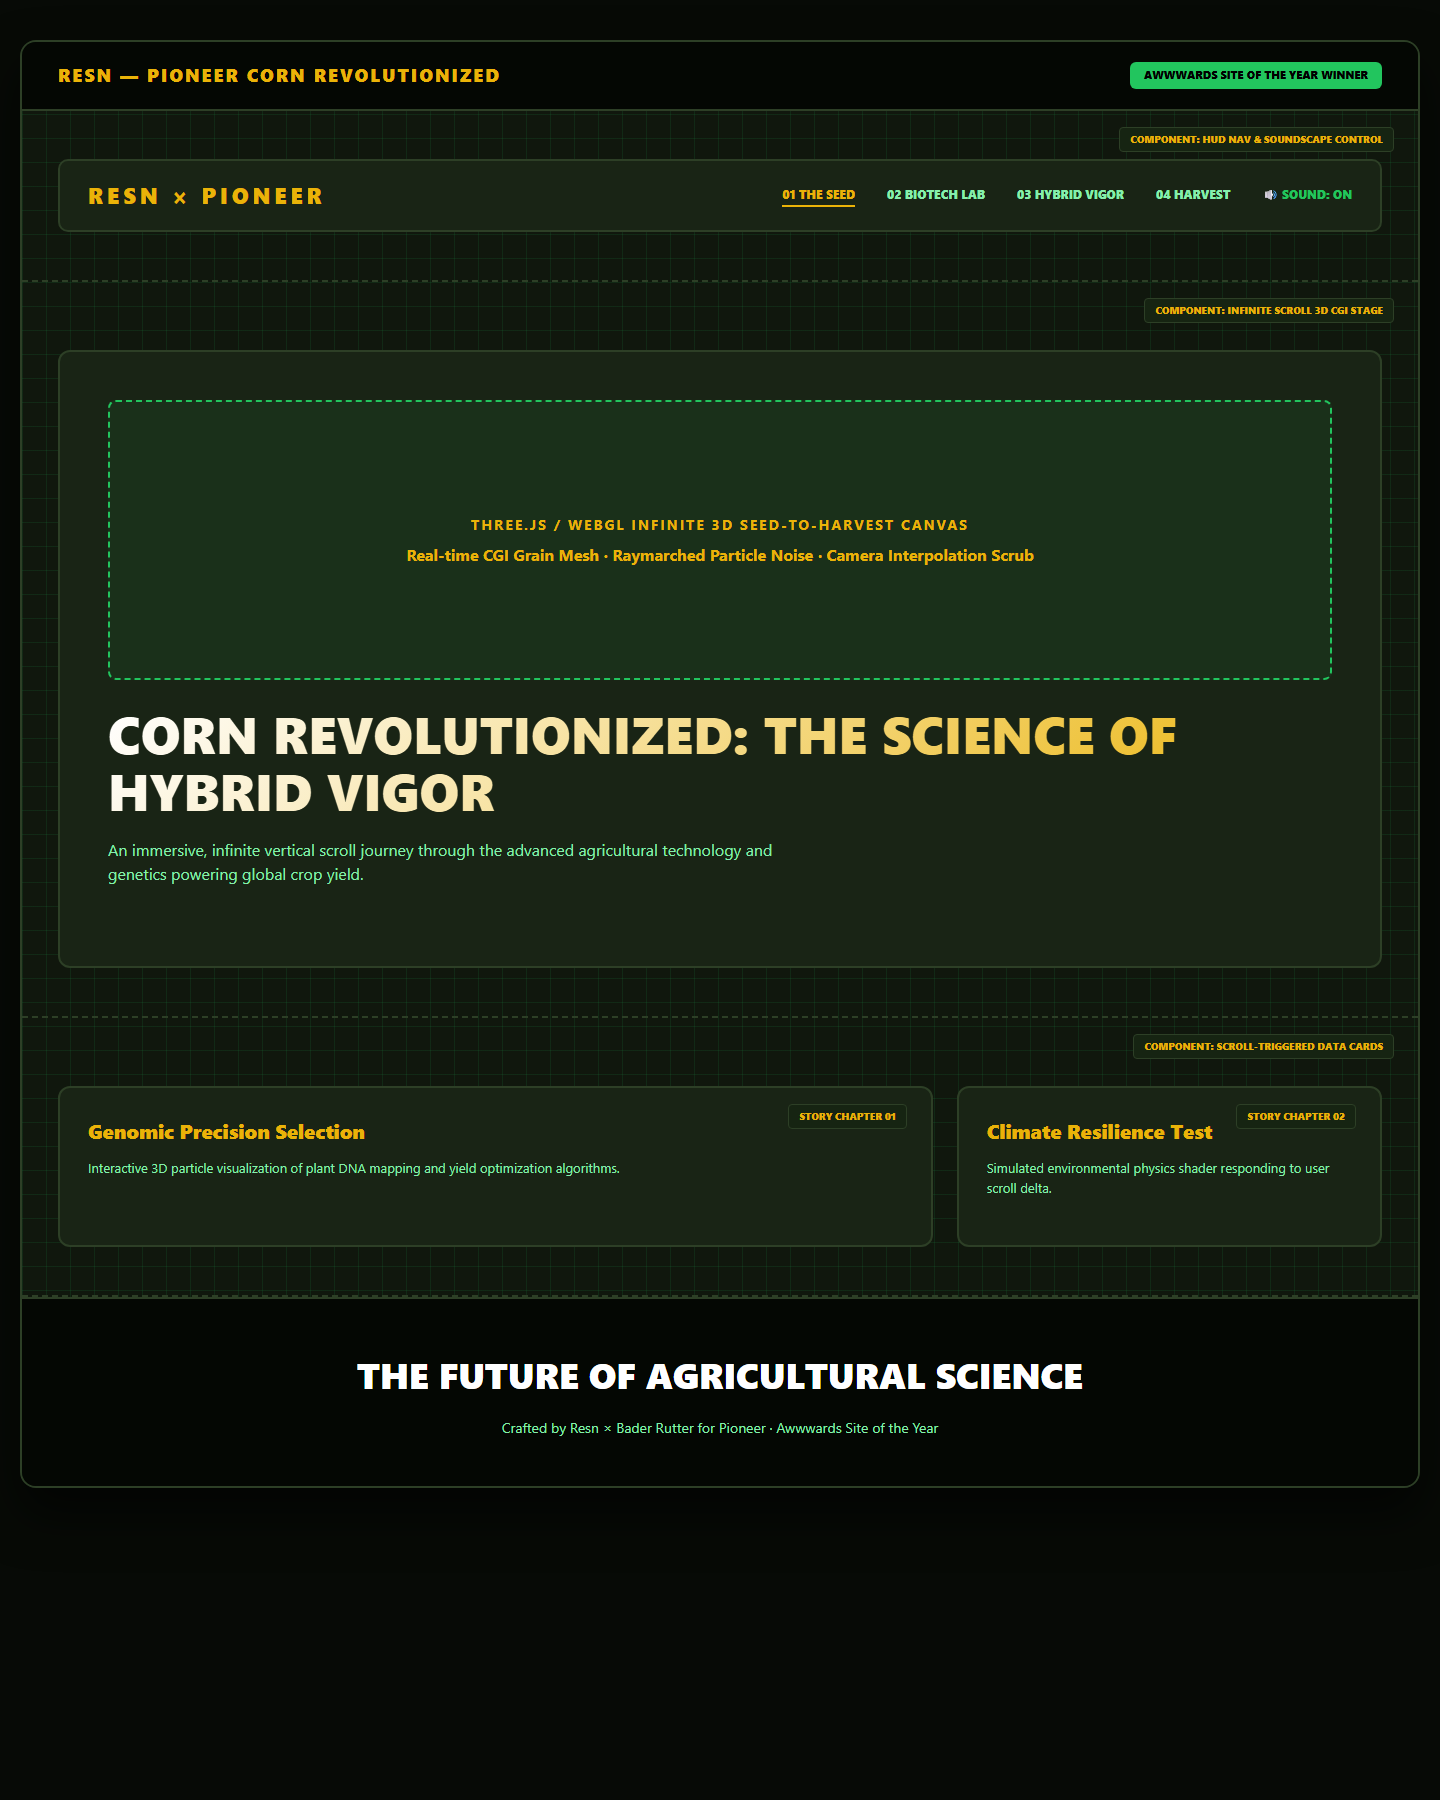 RESN — PIONEER CORN REVOLUTIONIZED
AWWWARDS SITE OF THE YEAR WINNER
COMPONENT: HUD NAV & SOUNDSCAPE CONTROL
RESN × PIONEER
01 THE SEED
02 BIOTECH LAB
03 HYBRID VIGOR
04 HARVEST
🔊 SOUND: ON
COMPONENT: INFINITE SCROLL 3D CGI STAGE
THREE.JS / WEBGL INFINITE 3D SEED-TO-HARVEST CANVAS
Real-time CGI Grain Mesh · Raymarched Particle Noise · Camera Interpolation Scrub
CORN REVOLUTIONIZED: THE SCIENCE OF
HYBRID VIGOR
An immersive, infinite vertical scroll journey through the advanced agricultural technology and
genetics powering global crop yield.
COMPONENT: SCROLL-TRIGGERED DATA CARDS
STORY CHAPTER 01
Genomic Precision Selection
Interactive 3D particle visualization of plant DNA mapping and yield optimization algorithms.
STORY CHAPTER 02
Climate Resilience Test
Simulated environmental physics shader responding to user
scroll delta.
THE FUTURE OF AGRICULTURAL SCIENCE
Crafted by Resn × Bader Rutter for Pioneer · Awwwards Site of the Year